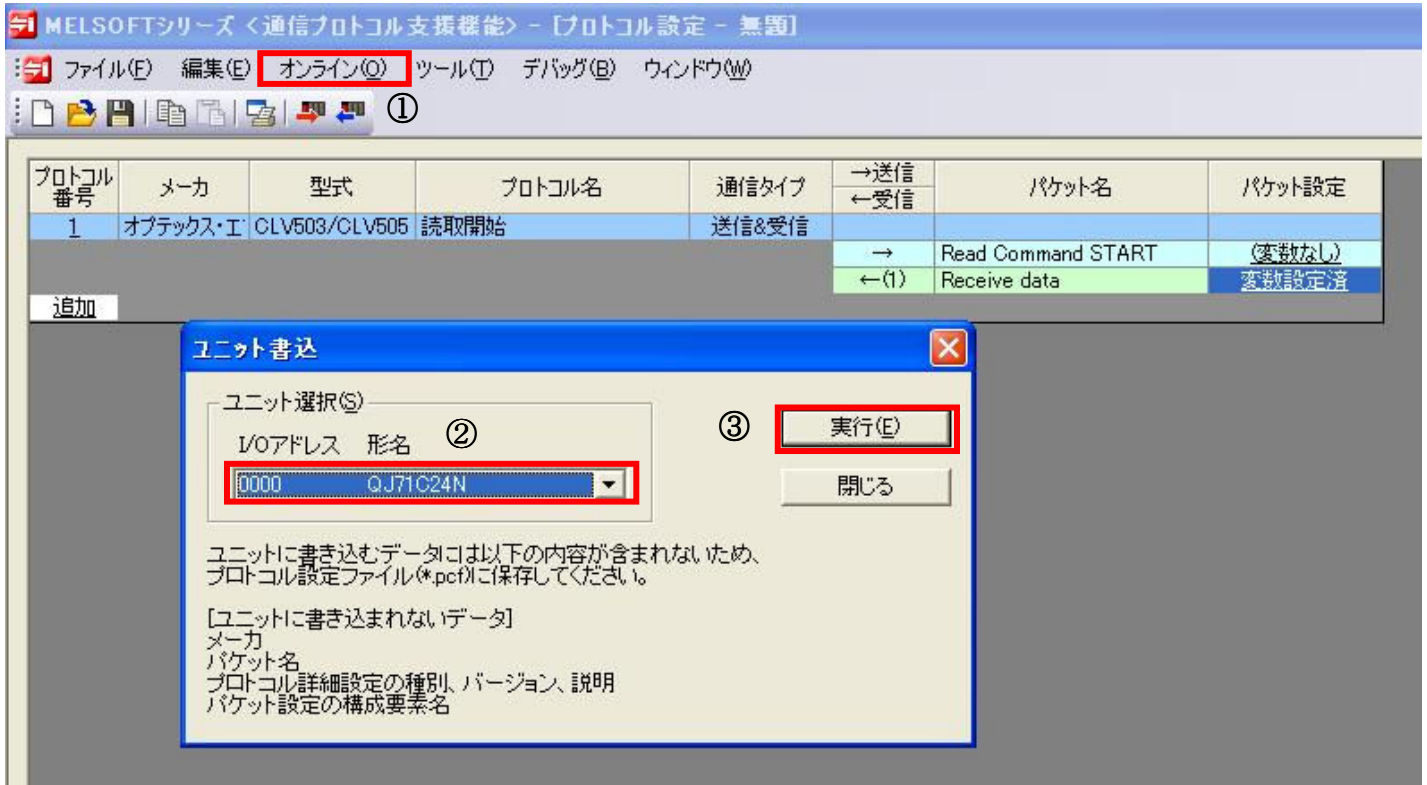 MELSOFTシリーズ <通信プロトコル支援機能> - [プロトコル設定 - 無題]
ファイル(F) 編集(E) オンライン(O) ツール(T) デバッグ(B) ウィンドウ(W)
①
プロトコル番号 メーカ 型式 プロトコル名 通信タイプ →送信 ←受信 パケット名 パケット設定
1 オプテックス・エ CLV503/CLV505 読取開始 送信&受信
→ Read Command START (変数なし)
←(1) Receive data 変数設定済
追加
ユニット書込
ユニット選択(S)
I/Oアドレス 形名 ②
0000 QJ71C24N
③ 実行(E)
閉じる
ユニットに書き込むデータには以下の内容が含まれないため、
プロトコル設定ファイル(*.pcf)に保存してください。
[ユニットに書き込まれないデータ]
メーカ
パケット名
プロトコル詳細設定の種別、バージョン、説明
パケット設定の構成要素名